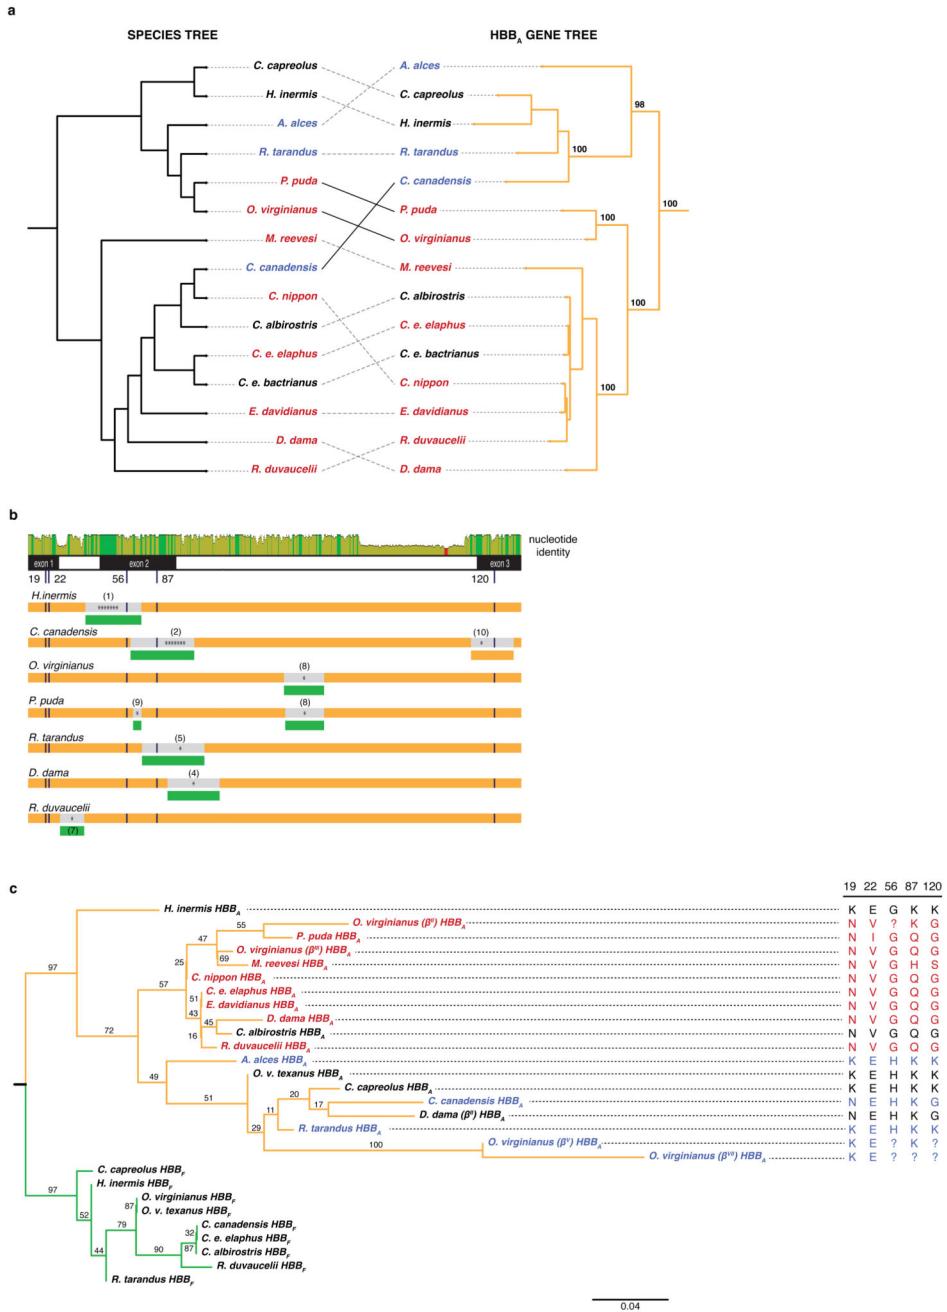 a
SPECIES TREE HBBA GENE TREE
C. capreolus A. alces
H. inermis C. capreolus 98
A. alces H. inermis
R. tarandus R. tarandus 100
P. puda C. canadensis
O. virginianus P. puda 100
M. reevesi O. virginianus 100
C. canadensis M. reevesi
C. nippon C. albirostris 100
C. albirostris C. e. elaphus
C. e. elaphus C. e. bactrianus
C. e. bactrianus C. nippon 100
E. davidianus E. davidianus
D. dama R. duvaucelii
R. duvaucelii D. dama
b
nucleotide
identity
exon 1 exon 2 exon 3
19 22 56 87 120
H.inermis (1)
C. canadensis (2) (10)
O. virginianus (8)
P. puda (9) (8)
R. tarandus (5)
D. dama (4)
R. duvaucelii
(7)
c
19 22 56 87 120
H. inermis HBBA K E G K K
55 O. virginianus (βII) HBBA N V ? K G
47 P. puda HBBA N I G Q G
O. virginianus (βIII) HBBA N V G Q G
69 M. reevesi HBBA N V G H S
25
97 57 C. nippon HBBA N V G Q G
51 C. e. elaphus HBBA N V G Q G
E. davidianus HBBA N V G Q G
43 45 D. dama HBBA N V G Q G
16 C. albirostris HBBA N V G Q G
72 R. duvaucelii HBBA N V G Q G
A. alces HBBA K E H K K
49 O. v. texanus HBBA K E H K K
51 20 C. capreolus HBBA K E H K K
17 C. canadensis HBBA N E H K G
11 D. dama (βII) HBBA N E H K G
29 R. tarandus HBBA K E H K K
100 O. virginianus (βV) HBBA K E ? K ?
O. virginianus (βVII) HBBA K E ? ? ?
97 C. capreolus HBBF
H. inermis HBBF
52 87 O. virginianus HBBF
79 O. v. texanus HBBF
32 C. canadensis HBBF
44 90 87 C. e. elaphus HBBF
C. albirostris HBBF
R. duvaucelii HBBF
R. tarandus HBBF
0.04